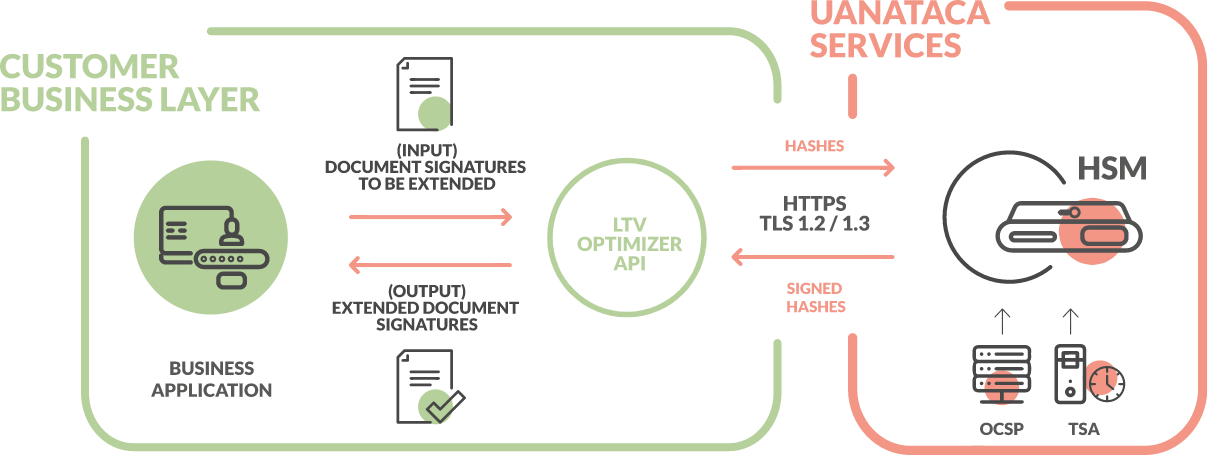 CUSTOMER
BUSINESS LAYER
BUSINESS
APPLICATION
(INPUT)
DOCUMENT SIGNATURES
TO BE EXTENDED
(OUTPUT)
EXTENDED DOCUMENT
SIGNATURES
LTV
OPTIMIZER
API
HASHES
HTTPS
TLS 1.2 / 1.3
SIGNED
HASHES
UANATACA
SERVICES
HSM
OCSP
TSA